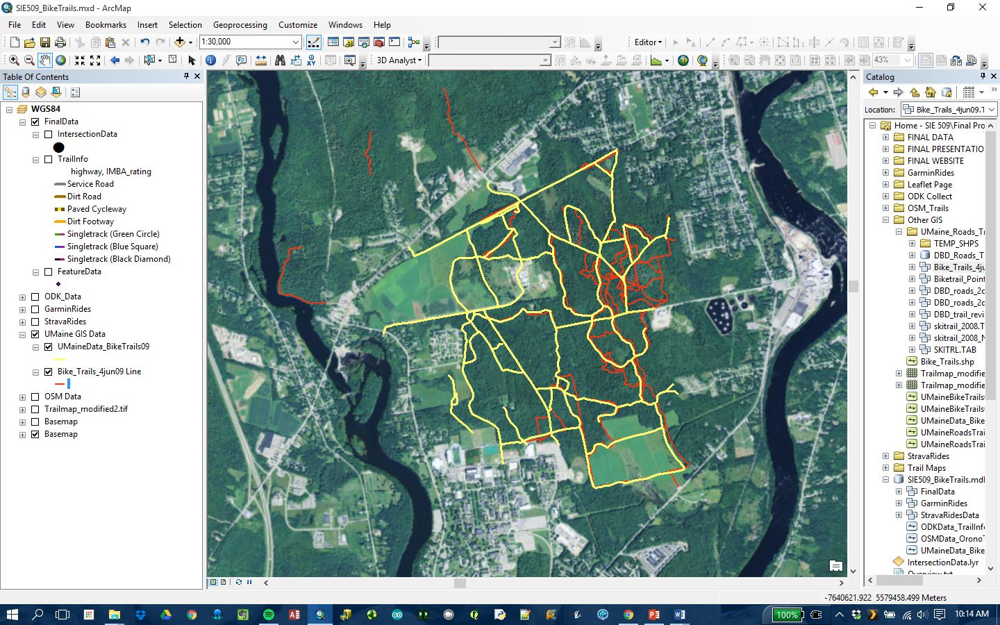 SIE509_BikeTrails.mxd - ArcMap
File Edit View Bookmarks Insert Selection Geoprocessing Customize Windows Help
1:30,000
Editor
3D Analyst
43%
Table Of Contents
WGS84
FinalData
IntersectionData
TrailInfo
highway, IMBA_rating
Service Road
Dirt Road
Paved Cycleway
Dirt Footway
Singletrack (Green Circle)
Singletrack (Blue Square)
Singletrack (Black Diamond)
FeatureData
ODK_Data
GarminRides
StravaRides
UMaine GIS Data
UMaineData_BikeTrails09
Bike_Trails_4jun09 Line
OSM Data
Trailmap_modified2.tif
Basemap
Basemap
Catalog
Location: Bike_Trails_4jun09.T
Home - SIE 509\Final Pro
FINAL DATA
FINAL PRESENTATIO
FINAL WEBSITE
GarminRides
Leaflet Page
ODK Collect
OSM_Trails
Other GIS
UMaine_Roads_Tr
TEMP_SHPS
DBD_Roads_T
Bike_Trails_4ju
Biketrail_Point
DBD_roads_2c
DBD_roads_2c
DBD_trail_revi
skitrail_2008.T
skitrail_2008_N
SKITRL.TAB
Bike_Trails.shp
Trailmap_modifie
Trailmap_modifie
UMaineBikeTrails
UMaineBikeTrails
UMaineData_Bike
UMaineRoadsTrai
UMaineRoadsTrai
StravaRides
Trail Maps
SIE509_BikeTrails.mdl
FinalData
GarminRides
StravaRidesData
ODKData_TrailInfo
OSMData_OronoT
UMaineData_Bike
IntersectionData.lyr
Overview.txt
-7640621.922 5579458.499 Meters
100%
10:14 AM